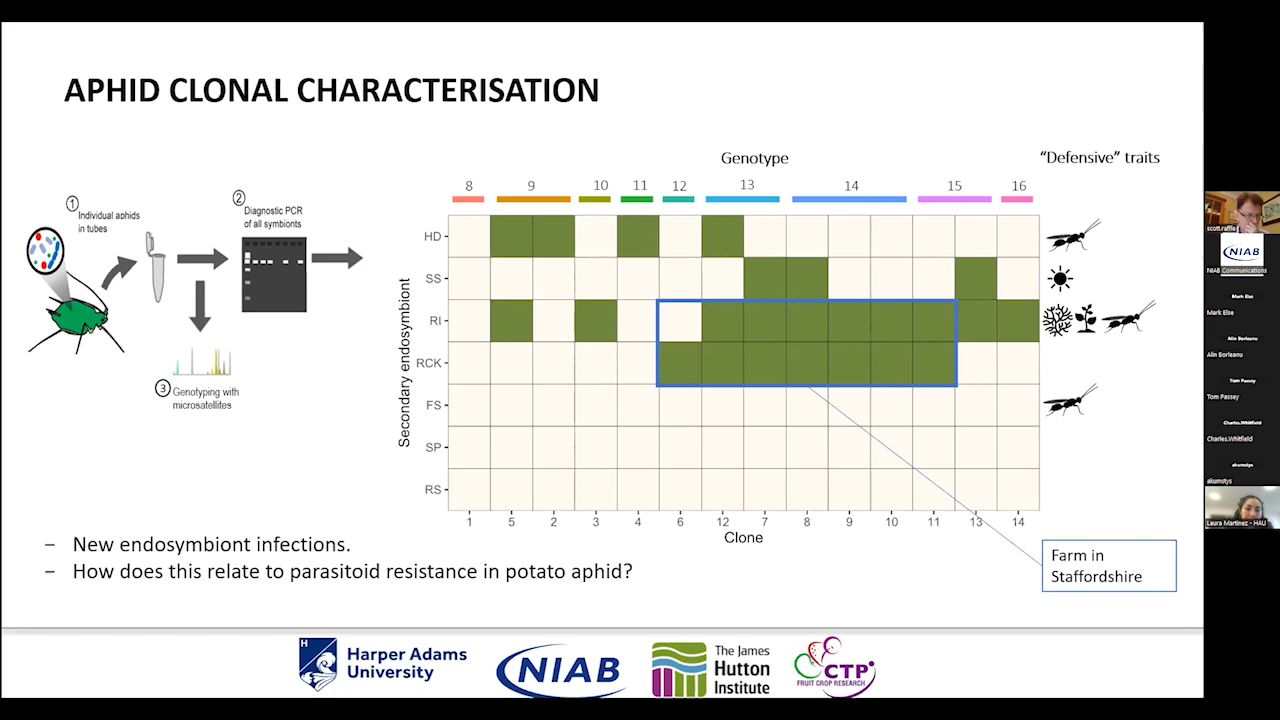 APHID CLONAL CHARACTERISATION
1 Individual aphids
in tubes
2 Diagnostic PCR
of all symbionts
3 Genotyping with
microsatellites
Genotype
"Defensive" traits
8 9 10 11 12 13 14 15 16
Secondary endosymbiont
HD
SS
RI
RCK
FS
SP
RS
1 5 2 3 4 6 12 7 8 9 10 11 13 14
Clone
Farm in
Staffordshire
– New endosymbiont infections.
– How does this relate to parasitoid resistance in potato aphid?
H
Harper Adams
University
NIAB
The James
Hutton
Institute
CTP
FRUIT CROP RESEARCH
scott.raffle
NIAB
NIAB Communications
Mark Else
Mark Else
Alin Borleanu
Alin Borleanu
Tom Passey
Tom Passey
Charles.Whitfield
Charles.Whitfield
akumstys
akumstys
Laura Martinez - HAU